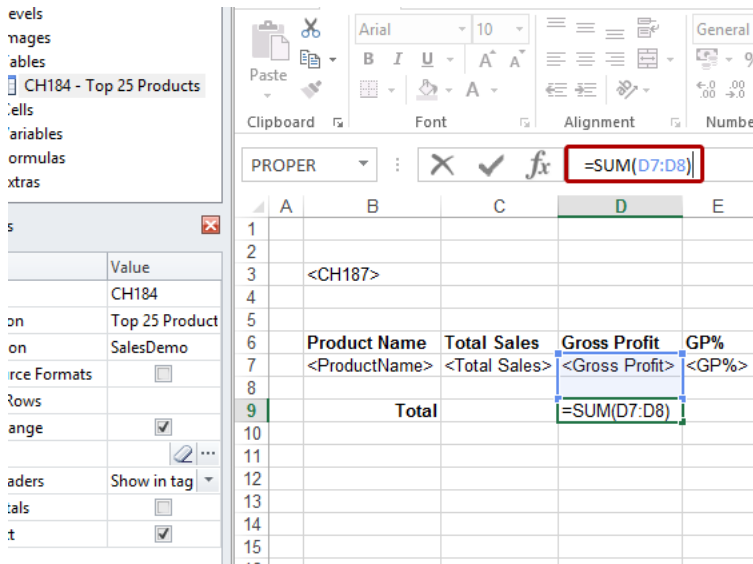 evels
mages
ables
CH184 - Top 25 Products
ells
ariables
ormulas
xtras
s
Value
CH184
on Top 25 Product
on SalesDemo
rce Formats
Rows
ange
aders Show in tag
tals
t
Arial 10 General
B I U A A %
Paste
A .00
Clipboard Font Alignment Numbe
PROPER fx =SUM(D7:D8)
A B C D E
1
2
3 <CH187>
4
5
6 Product Name Total Sales Gross Profit GP%
7 <ProductName> <Total Sales> <Gross Profit> <GP%>
8
9 Total =SUM(D7:D8)
10
11
12
13
14
15